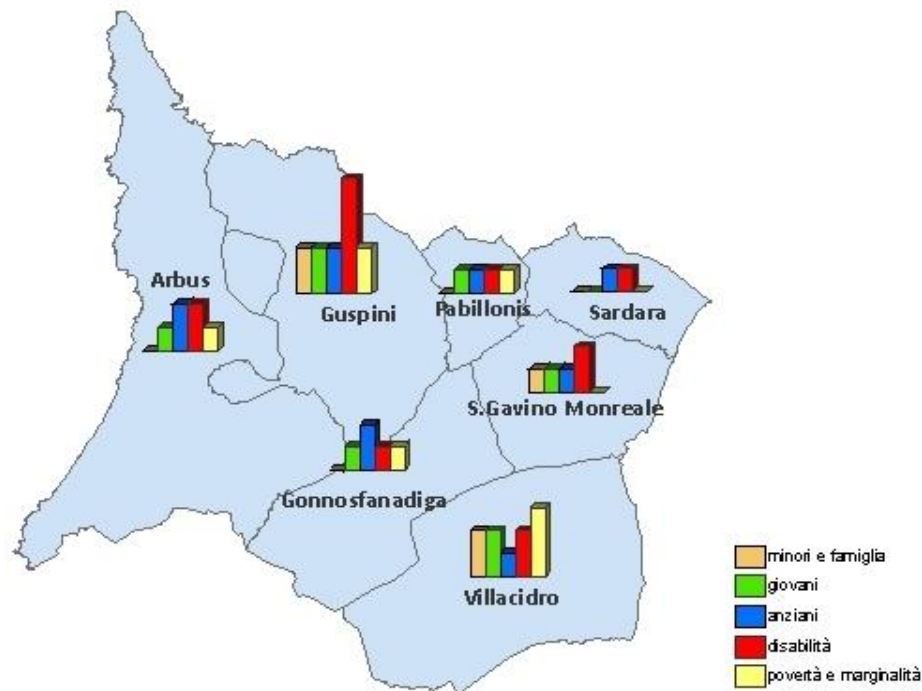 Arbus
Guspini
Pabillonis
Sardara
S.Gavino Monreale
Gonnosfanadiga
Villacidro
minori e famiglia
giovani
anziani
disabilità
povertà e marginalità